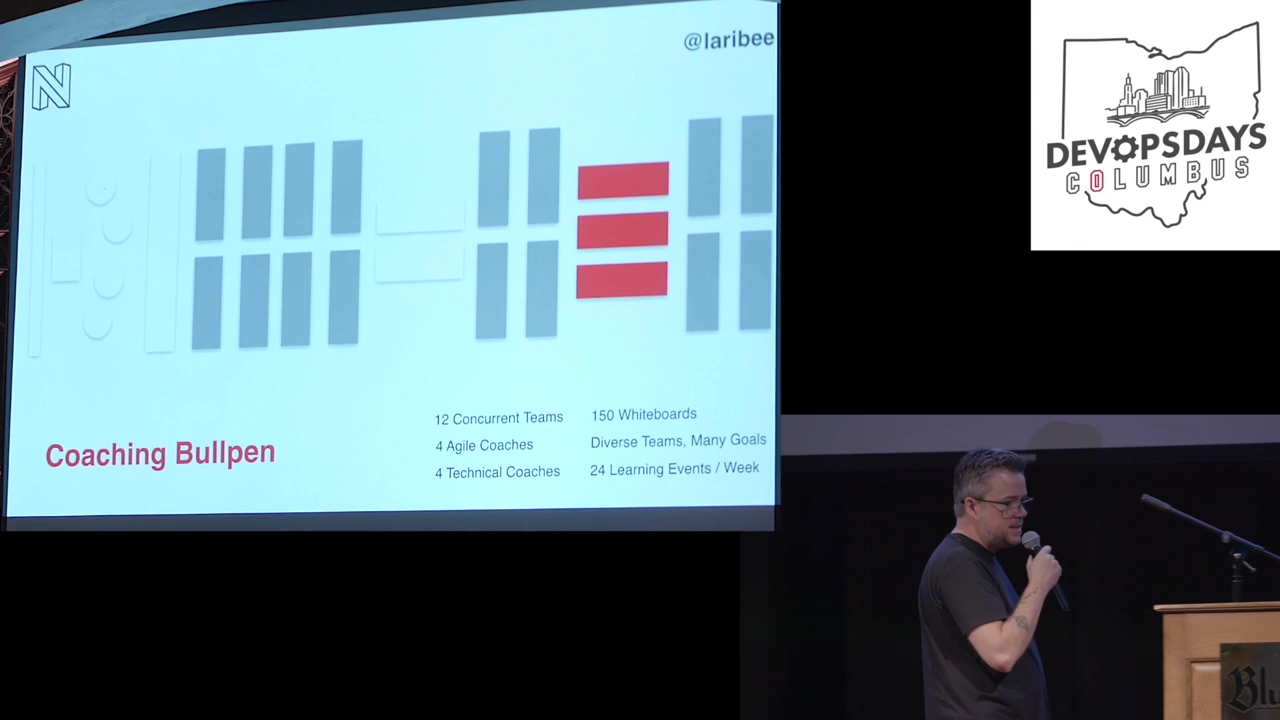 @laribee
N
Coaching Bullpen
12 Concurrent Teams
4 Agile Coaches
4 Technical Coaches
150 Whiteboards
Diverse Teams, Many Goals
24 Learning Events / Week
DEVOPSDAYS
COLUMBUS